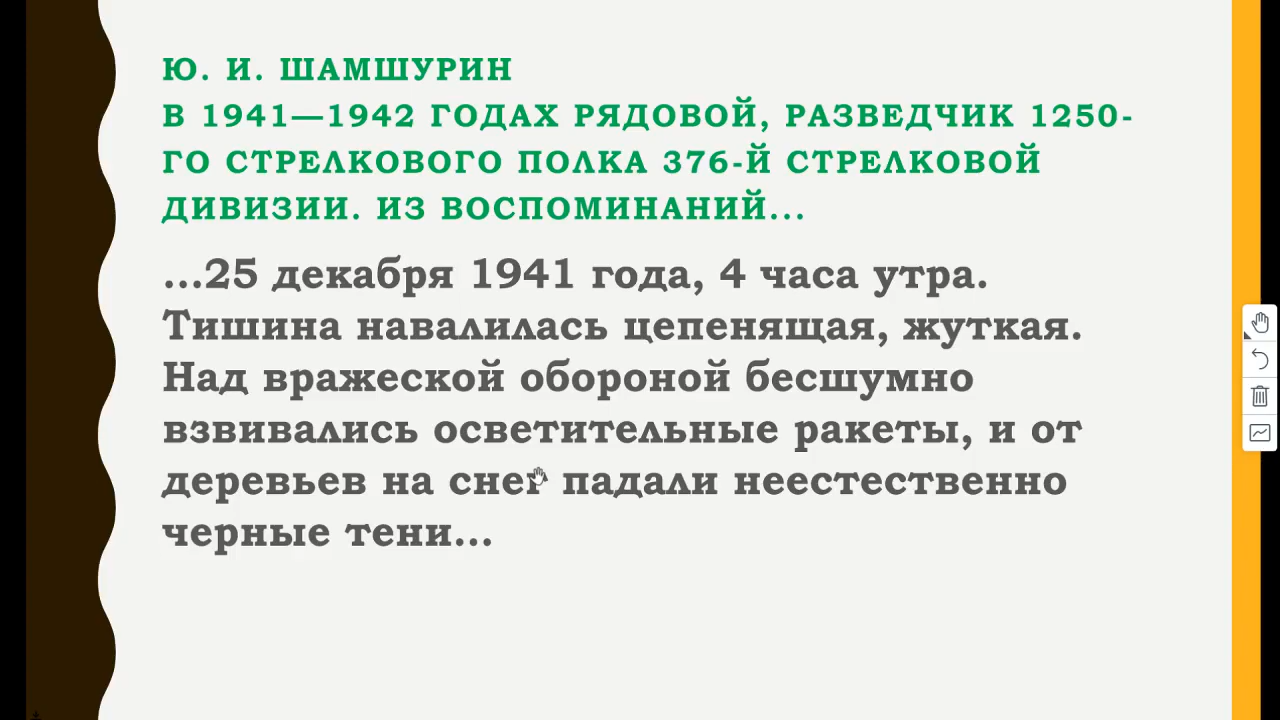 Ю. И. ШАМШУРИН
В 1941—1942 ГОДАХ РЯДОВОЙ, РАЗВЕДЧИК 1250-
ГО СТРЕЛКОВОГО ПОЛКА 376-Й СТРЕЛКОВОЙ
ДИВИЗИИ. ИЗ ВОСПОМИНАНИЙ...
...25 декабря 1941 года, 4 часа утра.
Тишина навалилась цепенящая, жуткая.
Над вражеской обороной бесшумно
взвивались осветительные ракеты, и от
деревьев на снег падали неестественно
черные тени...